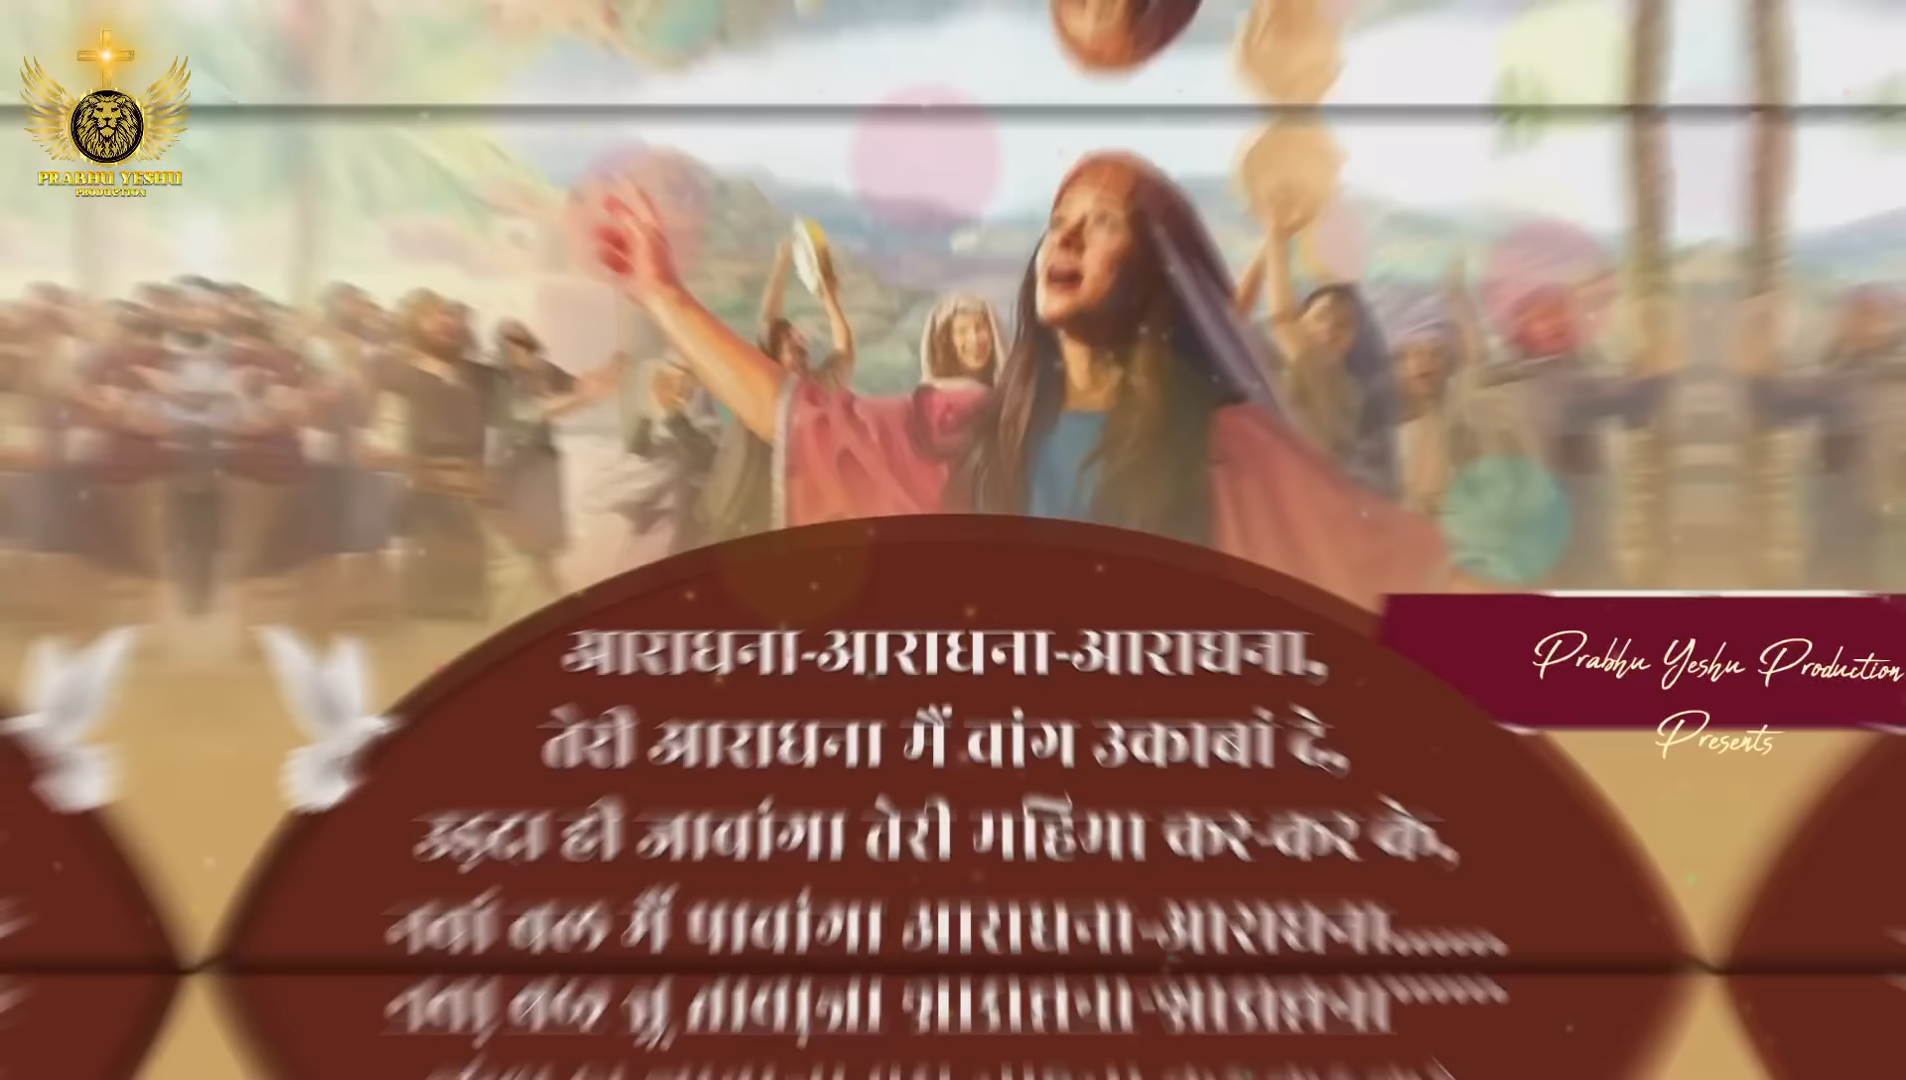 PRABHU YESHU
PRODUCTION
आराधना-आराधना-आराधना,
तेरी आराधना मैं वांग उकाबां दे,
उड़दा ही जावांगा तेरी महिमा कर-कर के,
नवां बल मैं पावांगा आराधना-आराधना.....
Prabhu Yeshu Production
Presents